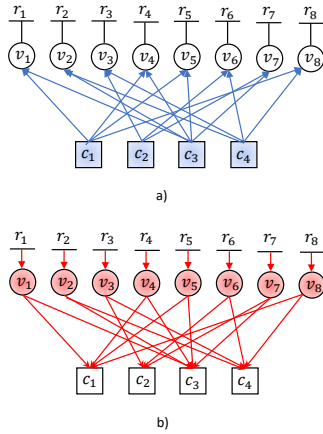 r₁ r₂ r₃ r₄ r₅ r₆ r₇ r₈
v₁ v₂ v₃ v₄ v₅ v₆ v₇ v₈
c₁ c₂ c₃ c₄
a)
r₁ r₂ r₃ r₄ r₅ r₆ r₇ r₈
v₁ v₂ v₃ v₄ v₅ v₆ v₇ v₈
c₁ c₂ c₃ c₄
b)